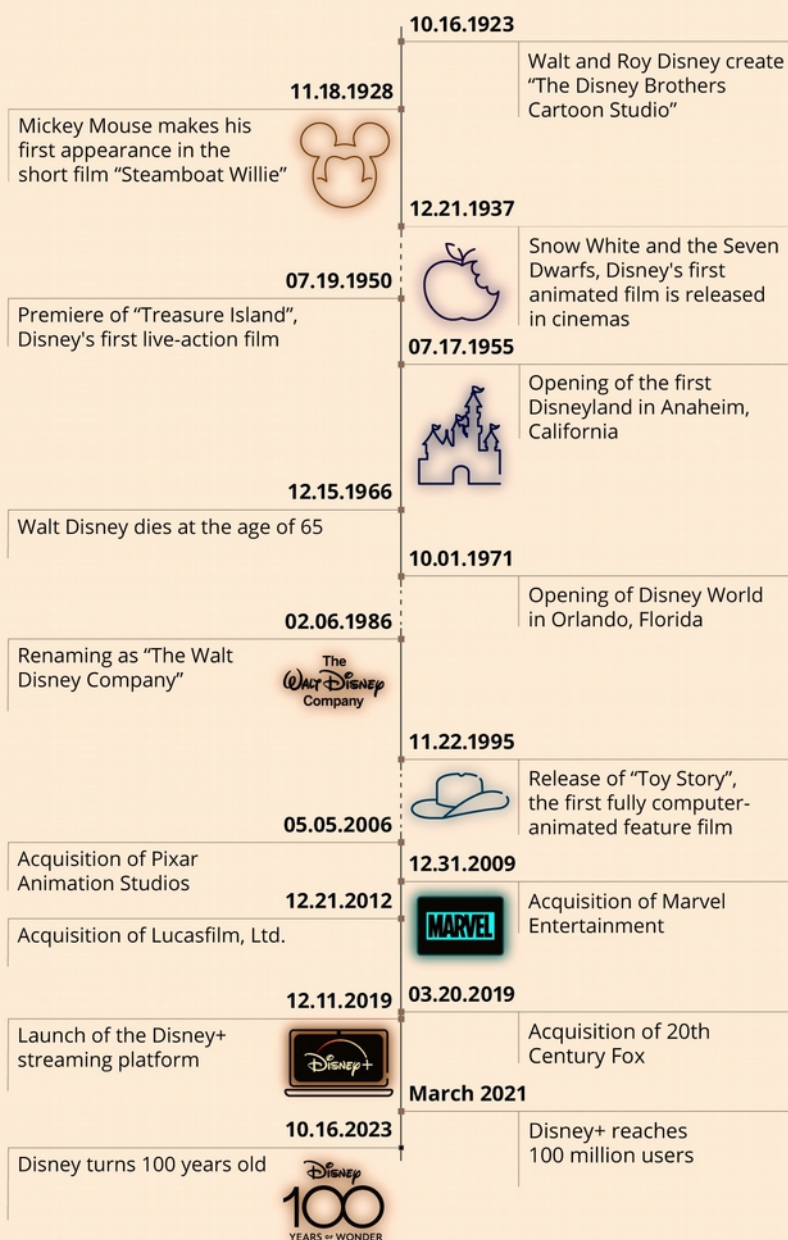 10.16.1923
Walt and Roy Disney create
“The Disney Brothers
Cartoon Studio”
11.18.1928
Mickey Mouse makes his
first appearance in the
short film “Steamboat Willie”
12.21.1937
Snow White and the Seven
Dwarfs, Disney's first
animated film is released
in cinemas
07.19.1950
Premiere of “Treasure Island”,
Disney's first live-action film
07.17.1955
Opening of the first
Disneyland in Anaheim,
California
12.15.1966
Walt Disney dies at the age of 65
10.01.1971
Opening of Disney World
in Orlando, Florida
02.06.1986
Renaming as “The Walt
Disney Company”
The
Walt Disney
Company
11.22.1995
Release of “Toy Story”,
the first fully computer-
animated feature film
05.05.2006
Acquisition of Pixar
Animation Studios
12.31.2009
Acquisition of Marvel
Entertainment
MARVEL
12.21.2012
Acquisition of Lucasfilm, Ltd.
03.20.2019
Acquisition of 20th
Century Fox
12.11.2019
Launch of the Disney+
streaming platform
Disney+
March 2021
Disney+ reaches
100 million users
10.16.2023
Disney turns 100 years old
Disney
100
YEARS OF WONDER